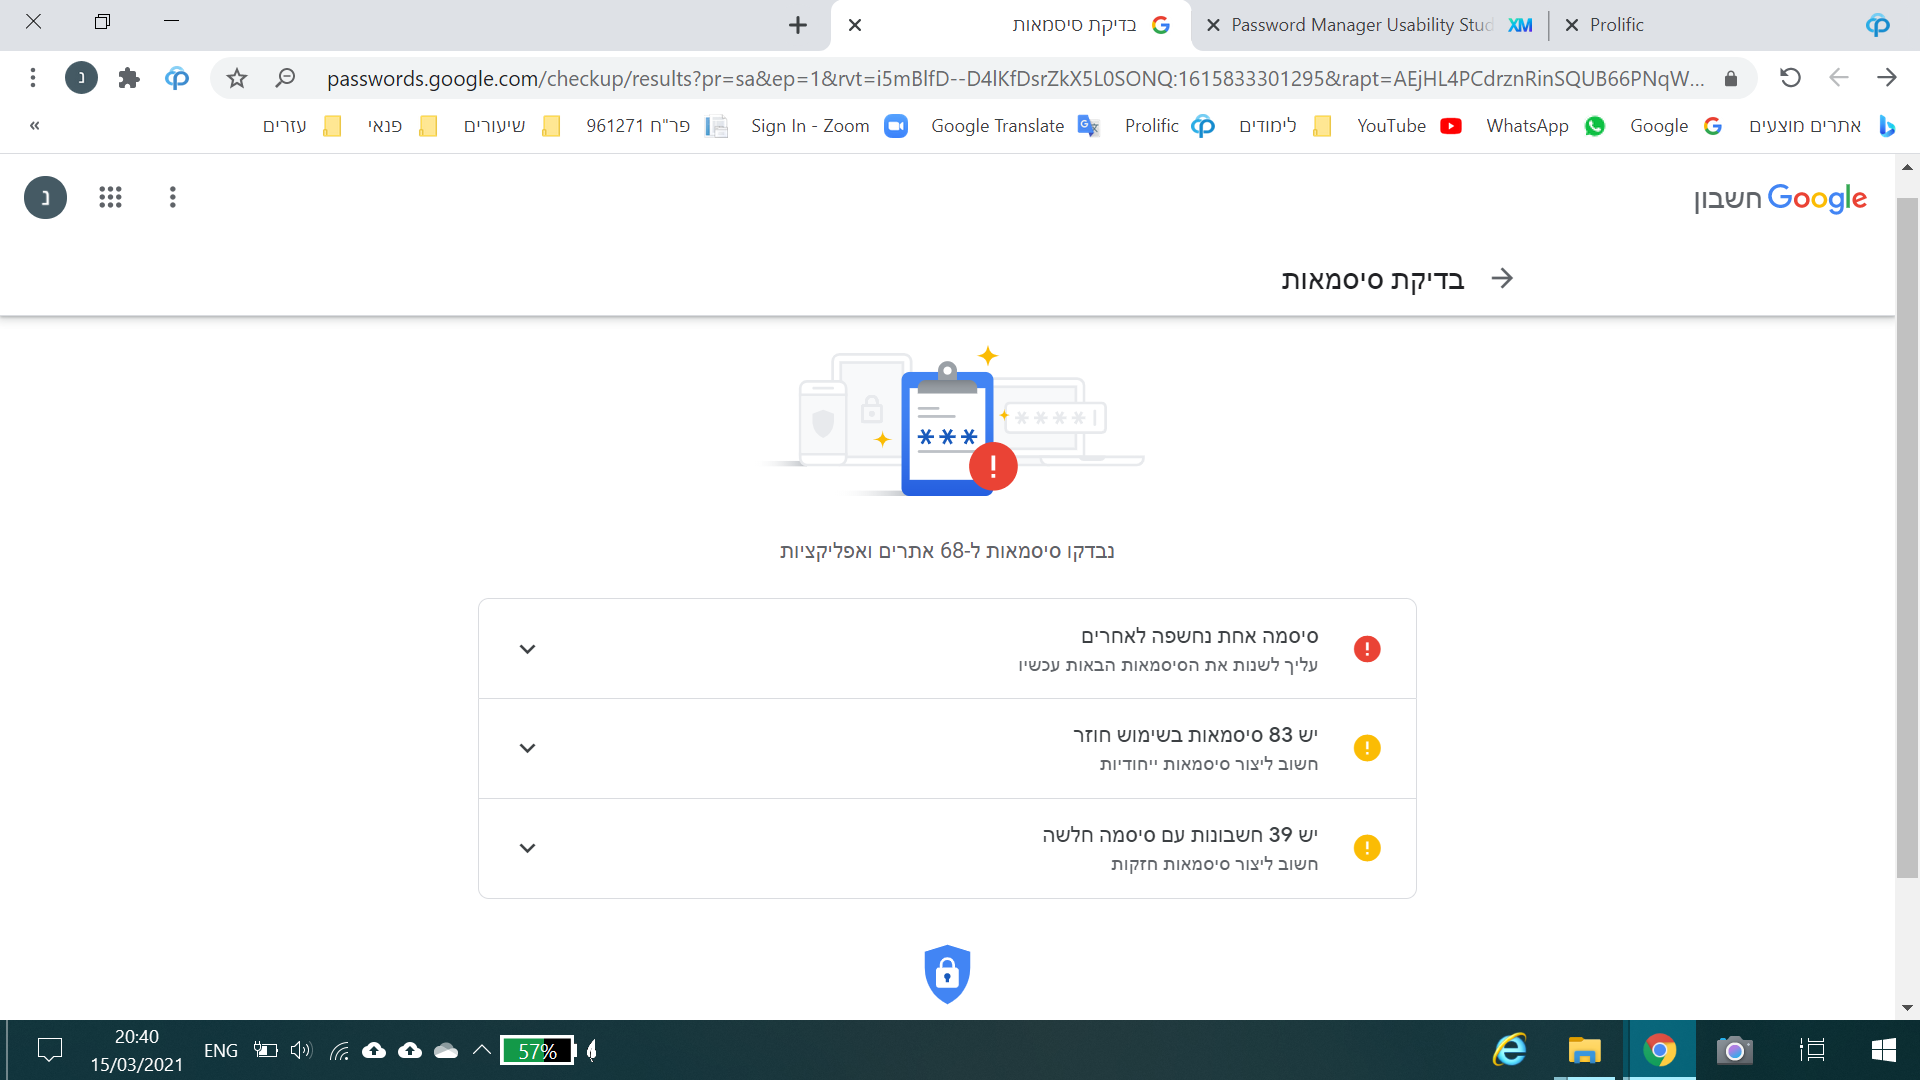 Prolific
Password Manager Usability Stud
בדיקת סיסמאות
passwords.google.com/checkup/results?pr=sa&ep=1&rvt=i5mBlfD--D4lKfDsrZkX5L0SONQ:1615833301295&rapt=AEjHL4PCdrznRinSQUB66PNqW...
נ
אתרים מוצעים
Google
WhatsApp
YouTube
לימודים
Prolific
Google Translate
Sign In - Zoom
פר"ח 961271
שיעורים
פנאי
עזרים
»
חשבון Google
נ
בדיקת סיסמאות
***
****
נבדקו סיסמאות ל-68 אתרים ואפליקציות
סיסמה אחת נחשפה לאחרים
עליך לשנות את הסיסמאות הבאות עכשיו
יש 83 סיסמאות בשימוש חוזר
חשוב ליצור סיסמאות ייחודיות
יש 39 חשבונות עם סיסמה חלשה
חשוב ליצור סיסמאות חזקות
57%
ENG
20:40
15/03/2021